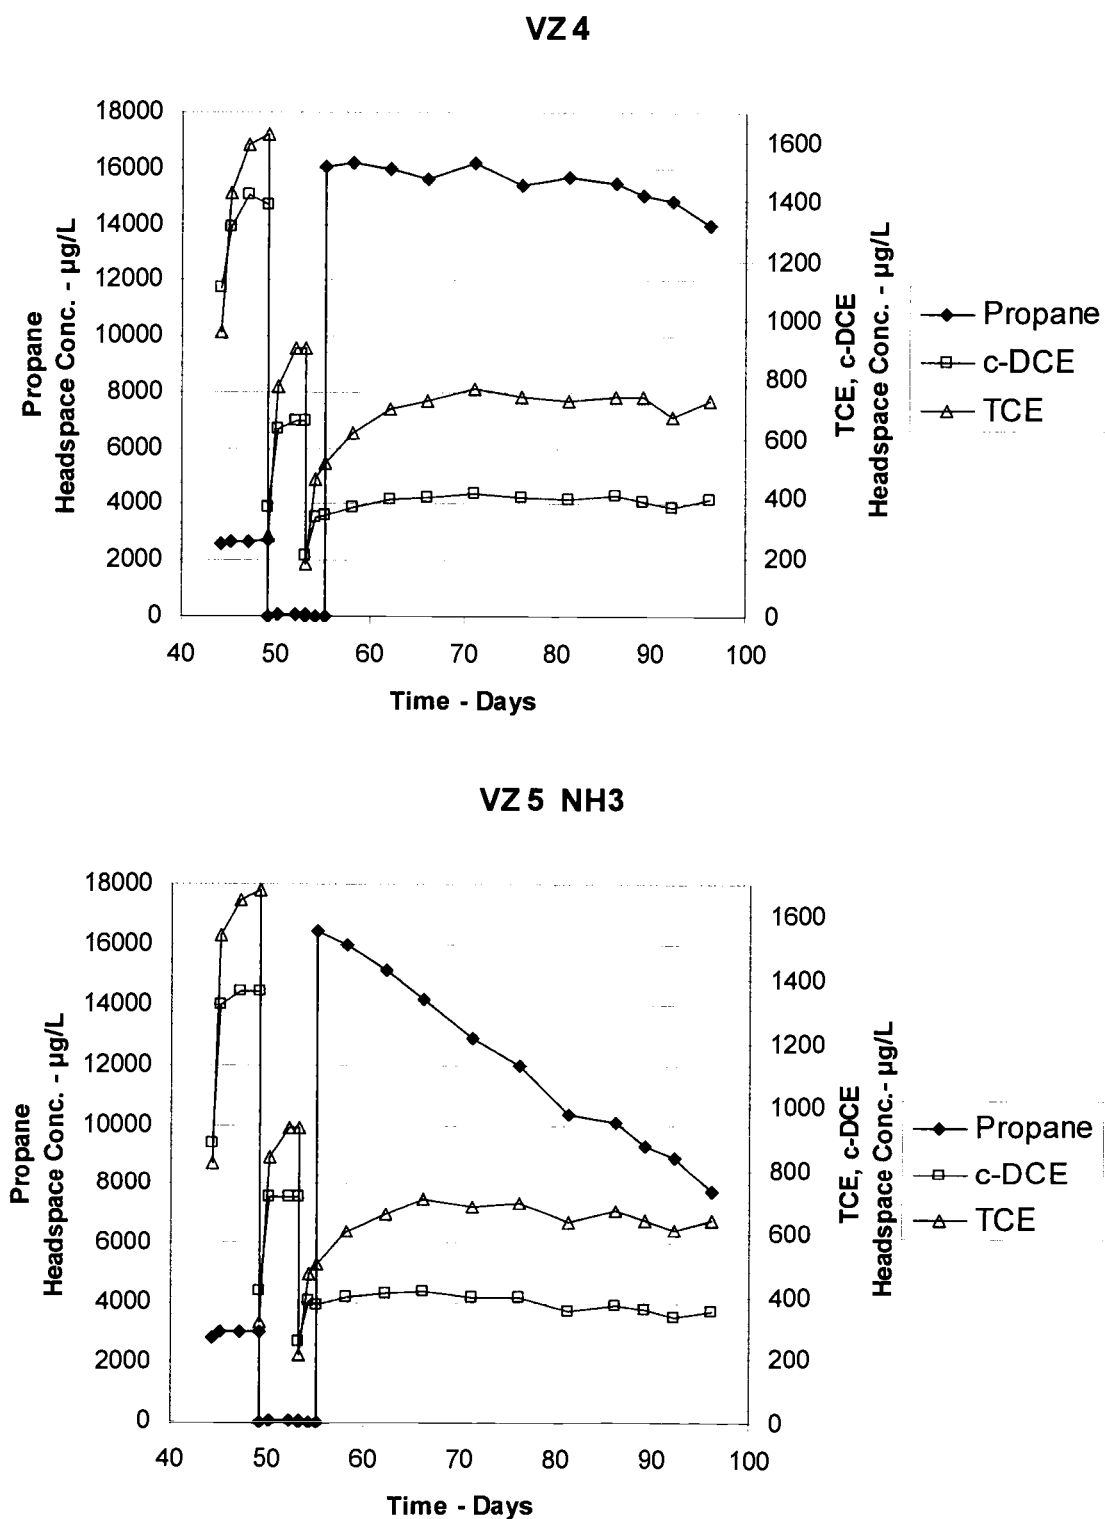 VZ 4
18000
16000
14000
12000
10000
8000
6000
4000
2000
0
Propane
Headspace Conc. - µg/L
1600
1400
1200
1000
800
600
400
200
0
TCE, c-DCE
Headspace Conc. - µg/L
40 50 60 70 80 90 100
Time - Days
Propane
c-DCE
TCE
VZ 5 NH3
18000
16000
14000
12000
10000
8000
6000
4000
2000
0
Propane
Headspace Conc. - µg/L
1600
1400
1200
1000
800
600
400
200
0
TCE, c-DCE
Headspace Conc.- µg/L
40 50 60 70 80 90 100
Time - Days
Propane
c-DCE
TCE